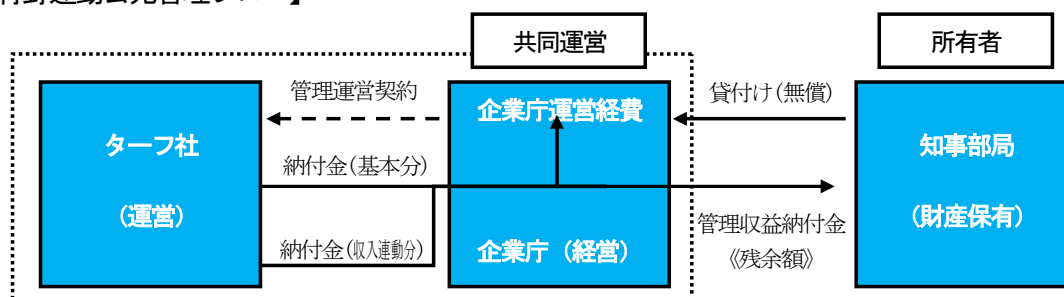 共同運営
所有者
管理運営契約
企業庁運営経費
貸付け(無償)
ターフ社
知事部局
納付金(基本分)
(運営)
(財産保有)
管理収益納付金
納付金(収入連動分)
企業庁(経営)
《残余額》